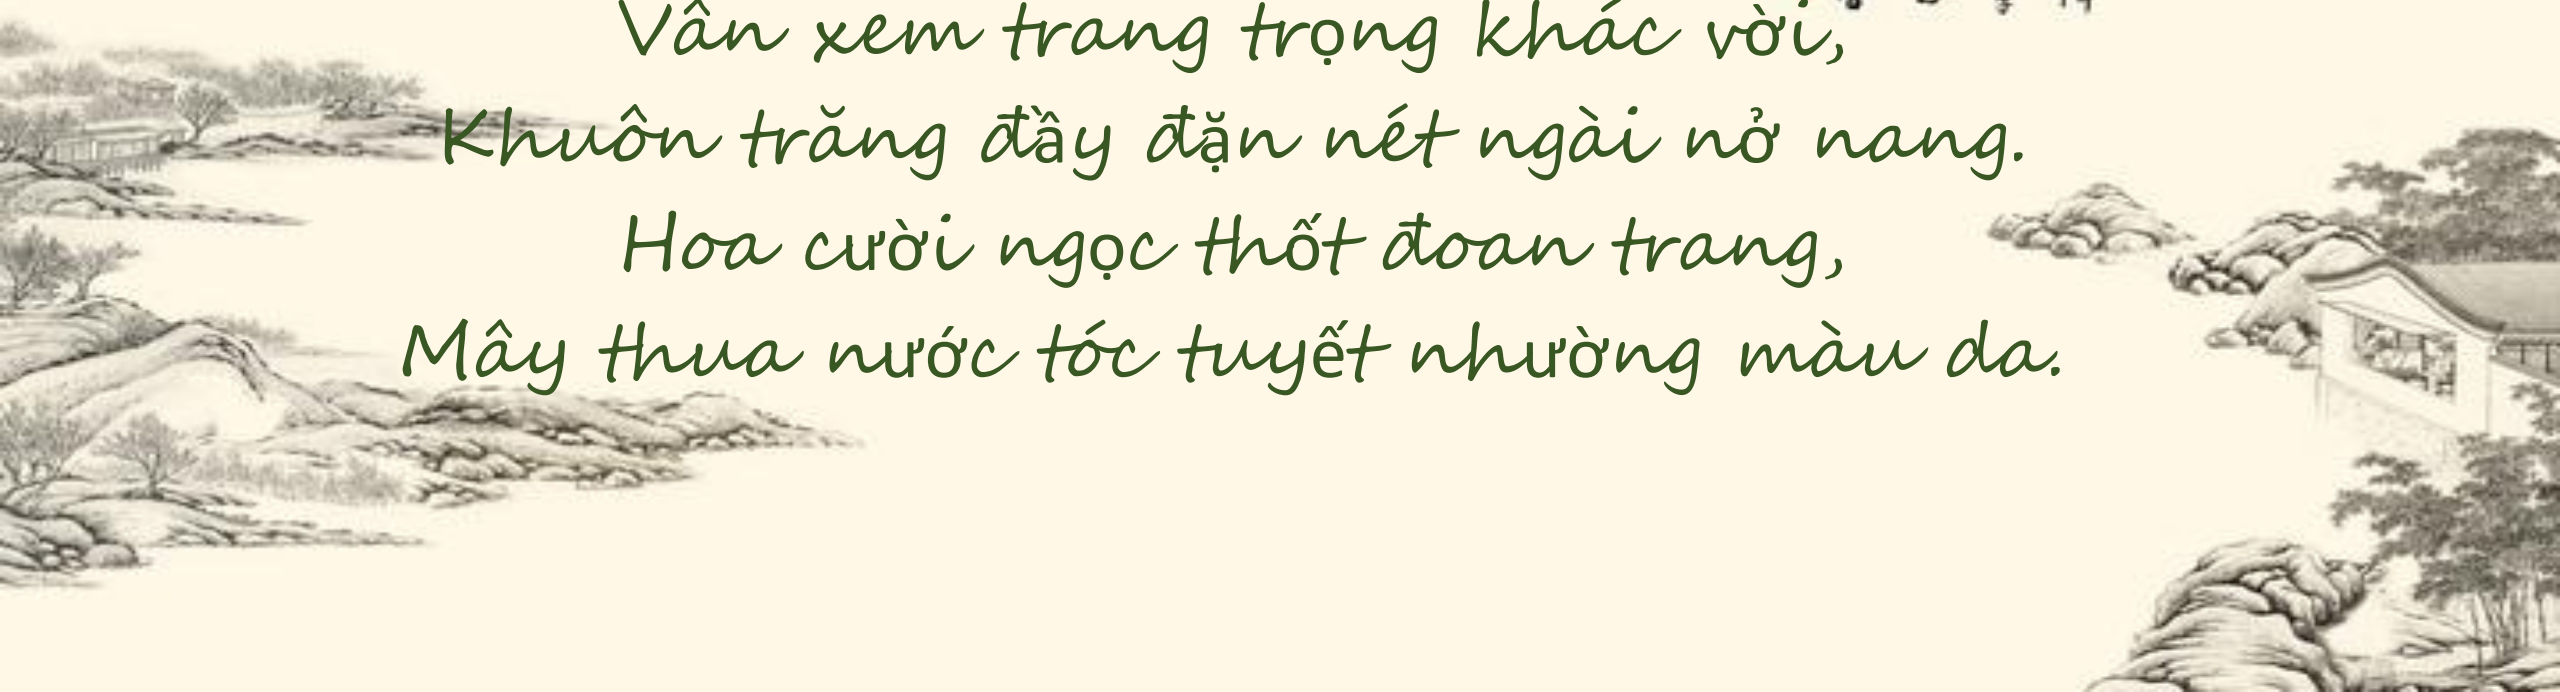 Vân xem trang trọng khác vời,
Khuôn trăng đầy đặn nét ngài nở nang.
Hoa cười ngọc thốt đoan trang,
Mây thua nước tóc tuyết nhường màu da.